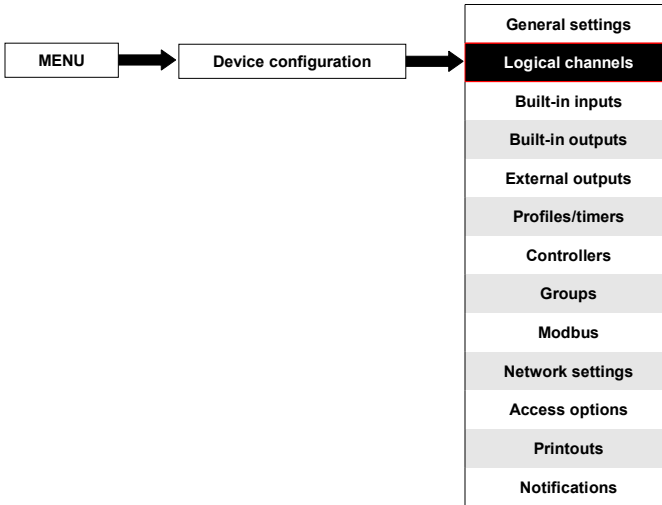 General settings
MENU
Device configuration
Logical channels
Built-in inputs
Built-in outputs
External outputs
Profiles/timers
Controllers
Groups
Modbus
Network settings
Access options
Printouts
Notifications